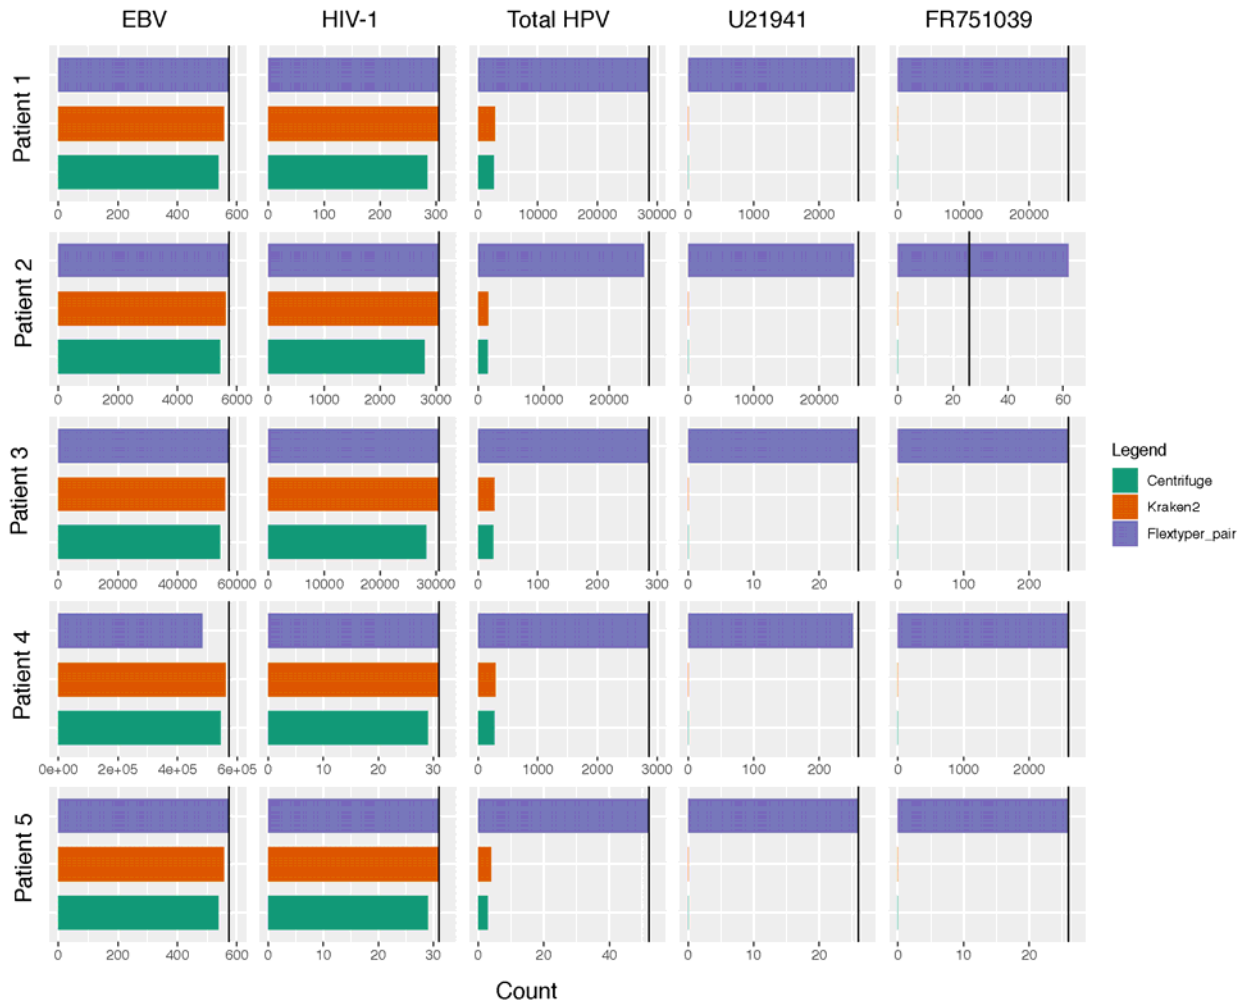 EBV HIV-1 Total HPV U21941 FR751039
Patient 1
0 200 400 600 0 100 200 300 0 10000 20000 30000 0 1000 2000 0 10000 20000
Patient 2
0 2000 4000 6000 0 1000 2000 3000 0 10000 20000 0 10000 20000 0 20 40 60
Patient 3
0 20000 40000 60000 0 10000 20000 30000 0 100 200 300 0 10 20 0 100 200
Patient 4
0e+00 2e+05 4e+05 6e+05 0 10 20 30 0 1000 2000 3000 0 100 200 0 1000 2000
Patient 5
0 200 400 600 0 10 20 30 0 20 40 0 10 20 0 10 20
Count
Legend
Centrifuge
Kraken2
Flextyper_pair